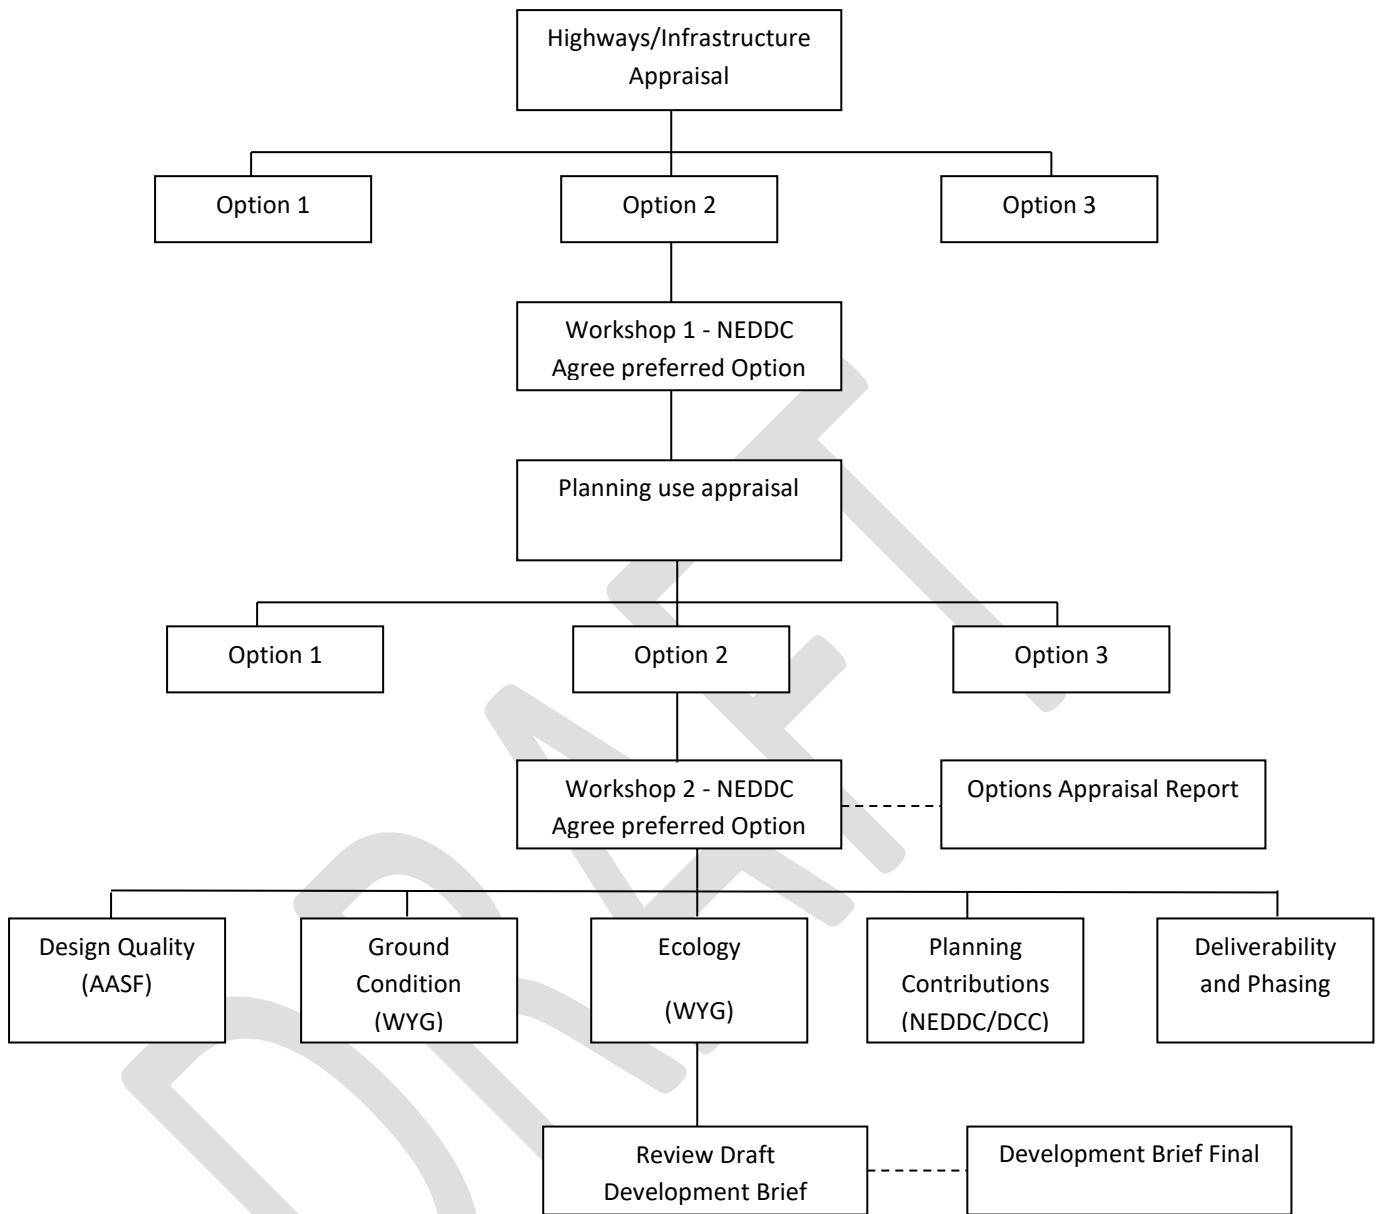 Highways/Infrastructure
Appraisal
Option 1
Option 2
Option 3
Workshop 1 - NEDDC
Agree preferred Option
Planning use appraisal
Option 1
Option 2
Option 3
Workshop 2 - NEDDC
Agree preferred Option
Options Appraisal Report
Design Quality
(AASF)
Ground
Condition
(WYG)
Ecology
(WYG)
Planning
Contributions
(NEDDC/DCC)
Deliverability
and Phasing
Review Draft
Development Brief
Development Brief Final
DRAFT